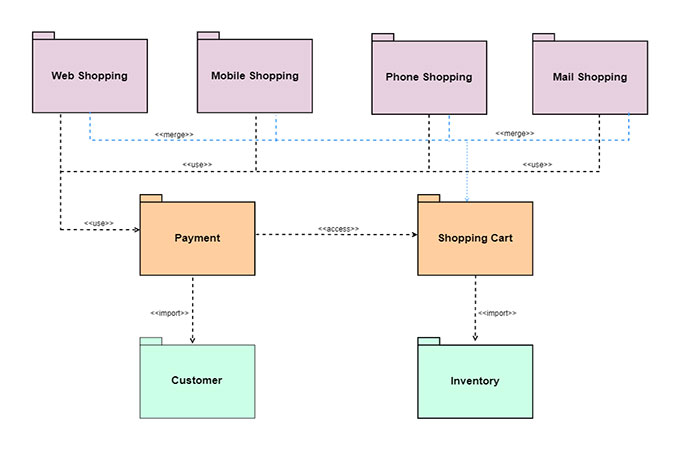 Web Shopping
Mobile Shopping
Phone Shopping
Mail Shopping
<<merge>>
<<merge>>
<<use>>
<<use>>
<<use>>
Payment
<<access>>
Shopping Cart
<<import>>
<<import>>
Customer
Inventory